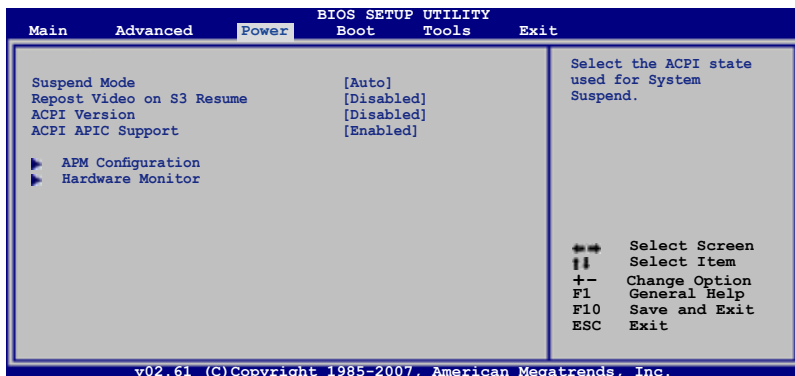 BIOS SETUP UTILITY
Main Advanced Power Boot Tools Exit
Suspend Mode [Auto]
Repost Video on S3 Resume [Disabled]
ACPI Version [Disabled]
ACPI APIC Support [Enabled]
APM Configuration
Hardware Monitor
Select the ACPI state
used for System
Suspend.
←→ Select Screen
↑↓ Select Item
+- Change Option
F1 General Help
F10 Save and Exit
ESC Exit
v02.61 (C)Copyright 1985-2007, American Megatrends, Inc.